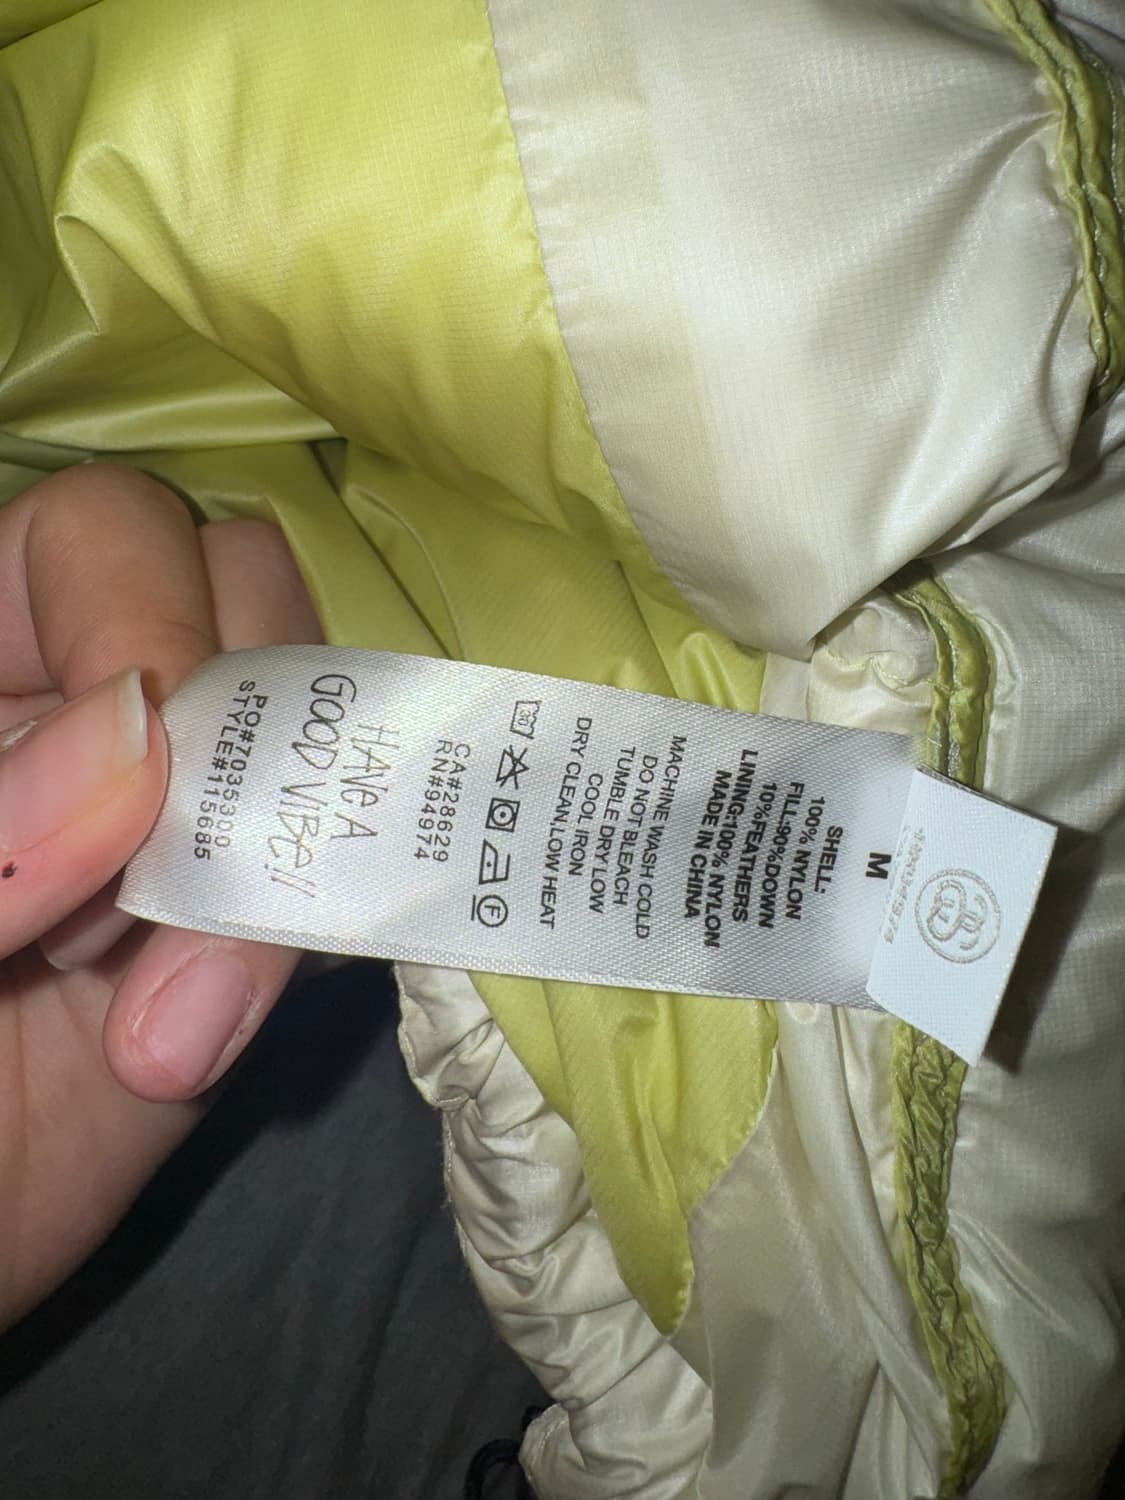 M
SHELL:
100% NYLON
FILL:90%DOWN
10%FEATHERS
LINING:100% NYLON
MADE IN CHINA
MACHINE WASH COLD
DO NOT BLEACH
TUMBLE DRY LOW
COOL IRON
DRY CLEAN,LOW HEAT
30
F
CA#28629
RN#94974
HAVE A
GOOD VIBE!!
PO#7035300
STYLE#115685